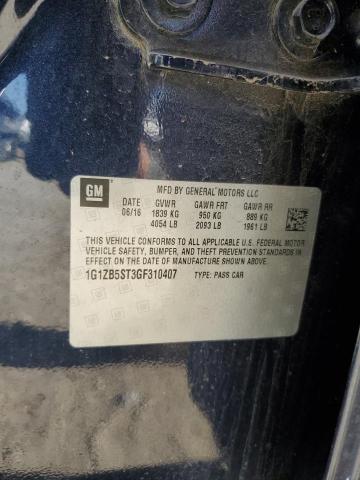 GM
MFD BY GENERAL MOTORS LLC
DATE GVWR GAWR FRT GAWR RR
06/16 1839 KG 950 KG 889 KG
4054 LB 2093 LB 1961 LB
THIS VEHICLE CONFORMS TO ALL APPLICABLE U.S. FEDERAL MOTOR
VEHICLE SAFETY, BUMPER, AND THEFT PREVENTION STANDARDS
IN EFFECT ON THE DATE OF MANUFACTURE SHOWN ABOVE.
1G1ZB5ST3GF310407 TYPE: PASS CAR